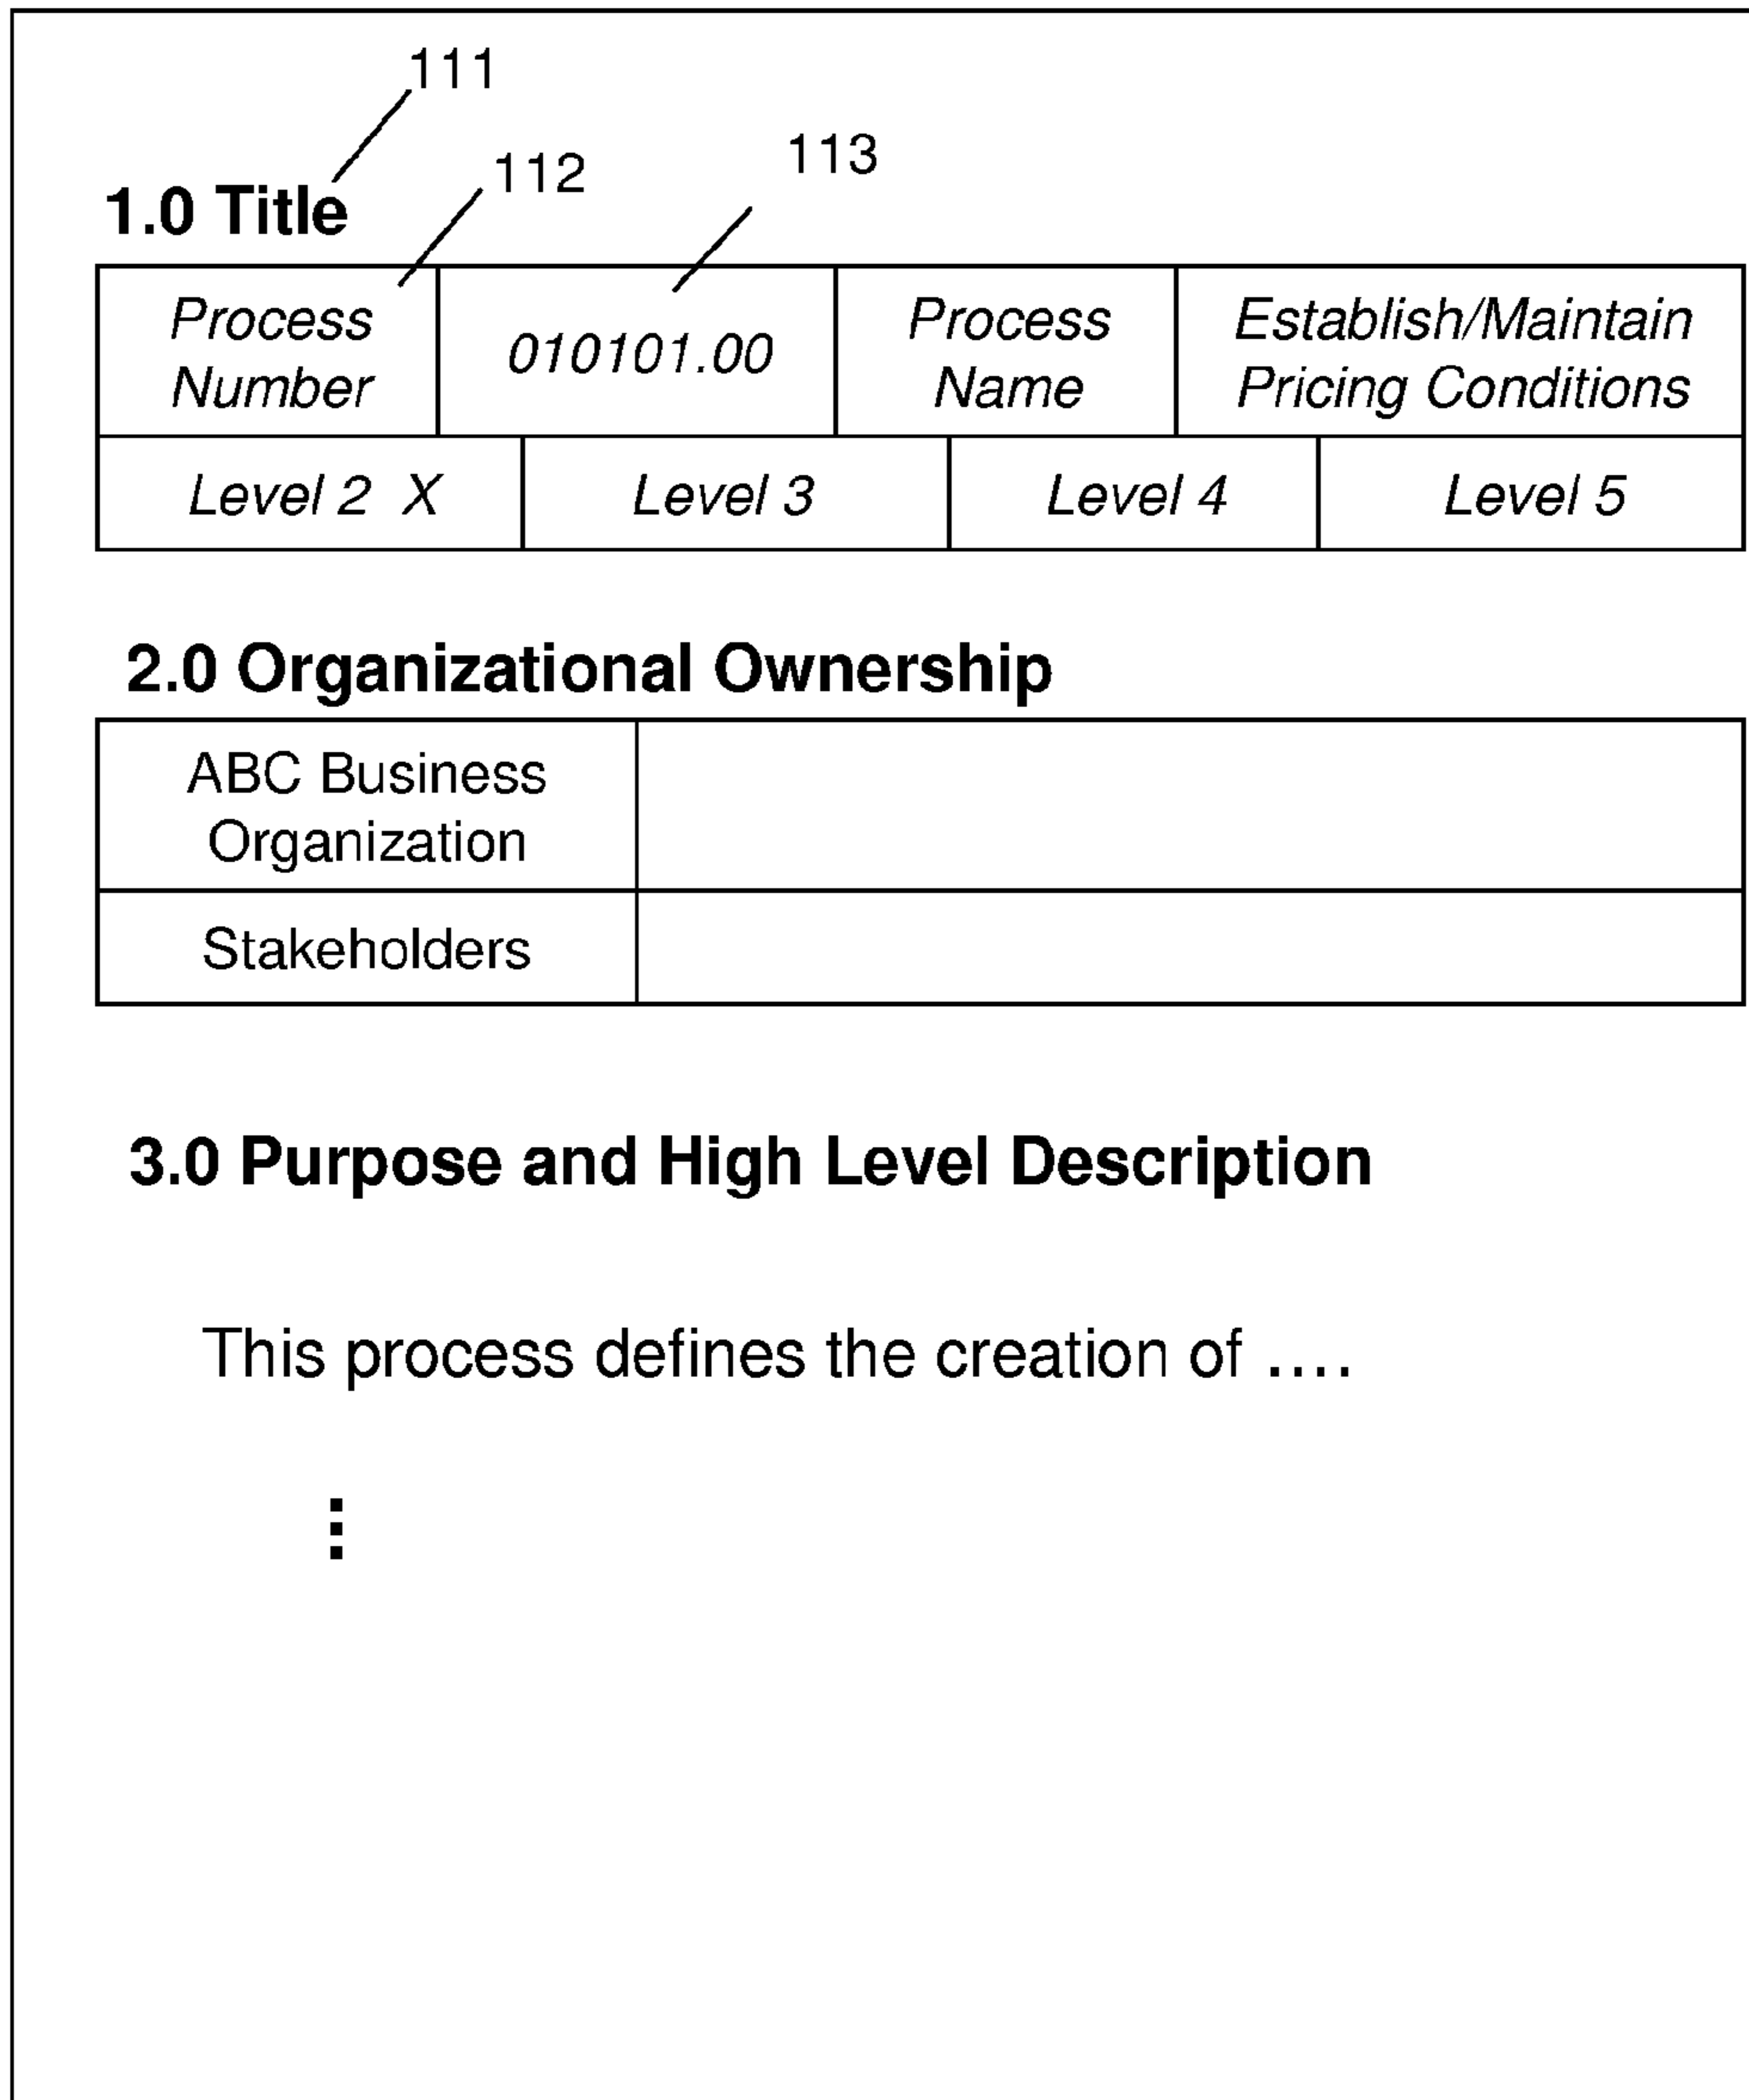 111
112
113
1.0 Title
Process Number
010101.00
Process Name
Establish/Maintain Pricing Conditions
Level 2 X
Level 3
Level 4
Level 5
2.0 Organizational Ownership
ABC Business
Organization
Stakeholders
3.0 Purpose and High Level Description
This process defines the creation of ....